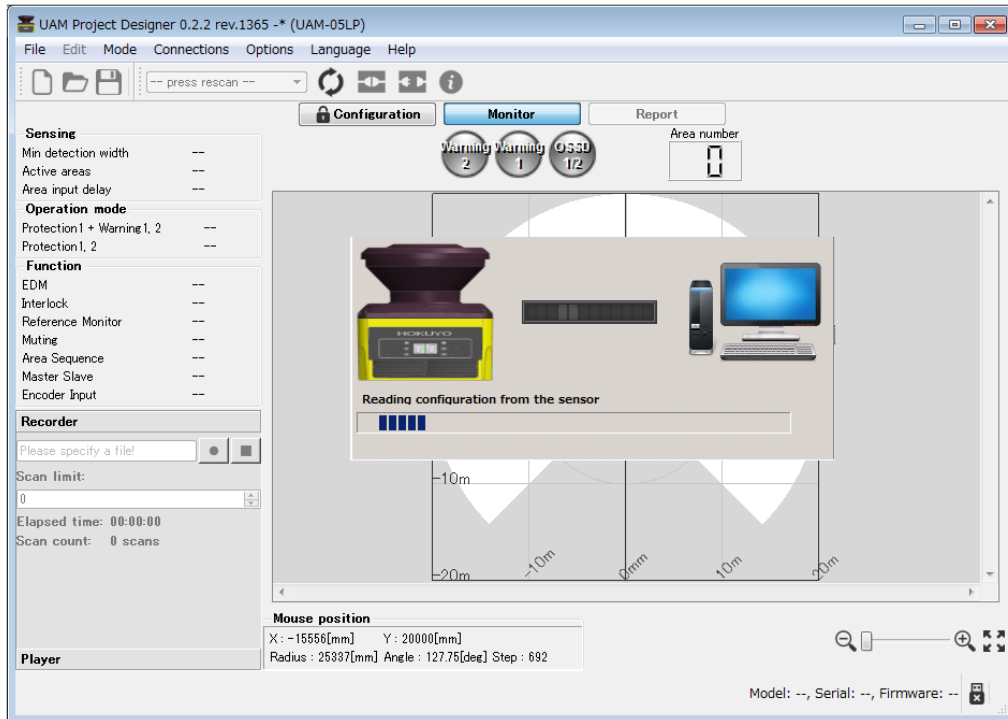 UAM Project Designer 0.2.2 rev.1365 -* (UAM-05LP)
File Edit Mode Connections Options Language Help
-- press rescan --
Configuration Monitor Report
Sensing
Min detection width --
Active areas --
Area input delay --
Operation mode
Protection1 + Warning1, 2 --
Protection1, 2 --
Function
EDM --
Interlock --
Reference Monitor --
Muting --
Area Sequence --
Master Slave --
Encoder Input --
Recorder
Please specify a file!
Scan limit:
0
Elapsed time: 00:00:00
Scan count: 0 scans
Player
Warning 2
Warning 1
OSSD 1/2
Area number
0
HOKUYO
Reading configuration from the sensor
-10m
-20m
-10m
0mm
10m
20m
Mouse position
X : -15556[mm] Y : 20000[mm]
Radius : 25337[mm] Angle : 127.75[deg] Step : 692
Model: --, Serial: --, Firmware: --